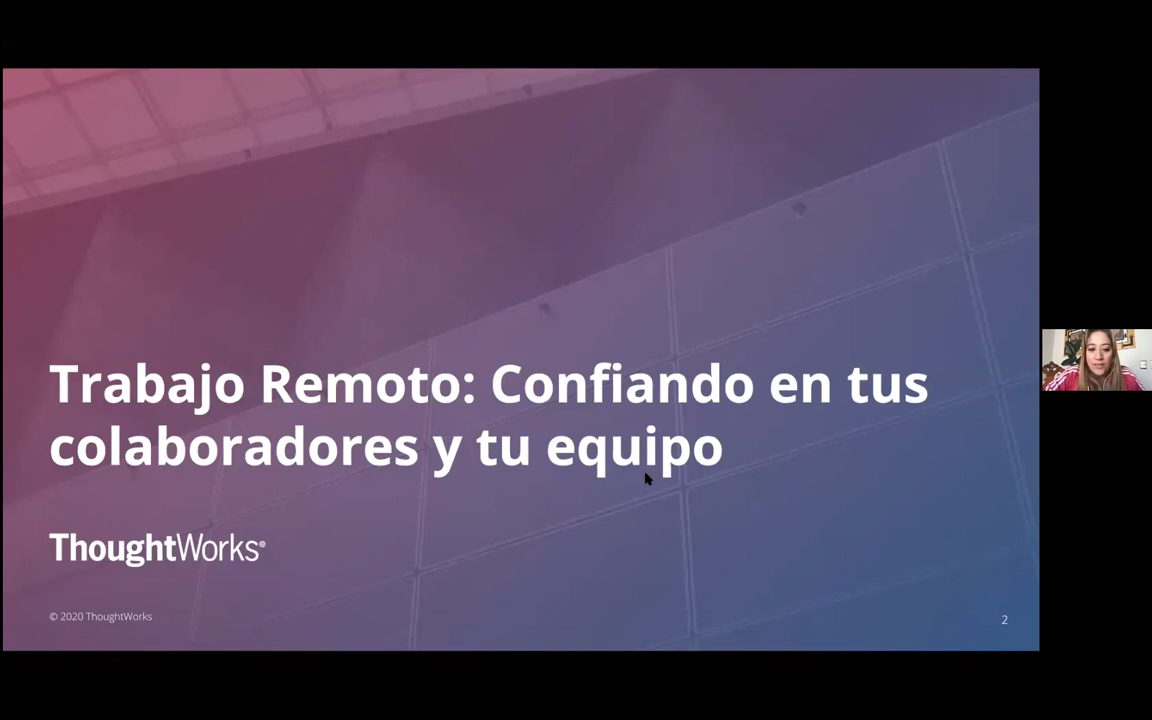 Trabajo Remoto: Confiando en tus
colaboradores y tu equipo
ThoughtWorks®
© 2020 ThoughtWorks
2